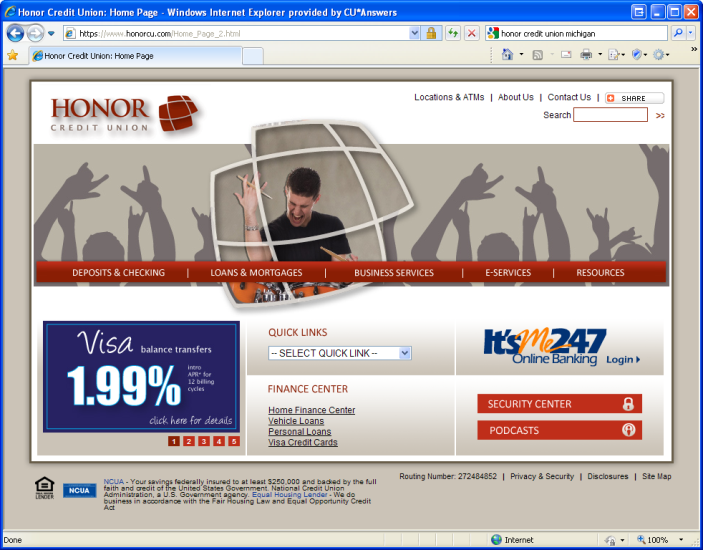 Honor Credit Union: Home Page - Windows Internet Explorer provided by CU*Answers
https://www.honorcu.com/Home_Page_2.html
honor credit union michigan
Honor Credit Union: Home Page
HONOR
CREDIT UNION
Locations & ATMs | About Us | Contact Us | SHARE
Search >>
DEPOSITS & CHECKING | LOANS & MORTGAGES | BUSINESS SERVICES | E-SERVICES | RESOURCES
Visa balance transfers
1.99%
intro
APR* for
12 billing
cycles
click here for details
1 2 3 4 5
QUICK LINKS
-- SELECT QUICK LINK --
FINANCE CENTER
Home Finance Center
Vehicle Loans
Personal Loans
Visa Credit Cards
It's Me 247
Online Banking Login
SECURITY CENTER
PODCASTS
EQUAL HOUSING
LENDER
NCUA
NCUA - Your savings federally insured to at least $250,000 and backed by the full
faith and credit of the United States Government. National Credit Union
Administration, a U.S. Government agency. Equal Housing Lender - We do
business in accordance with the Fair Housing Law and Equal Opportunity Credit
Act
Routing Number: 272484852 | Privacy & Security | Disclosures | Site Map
Done
Internet
100%